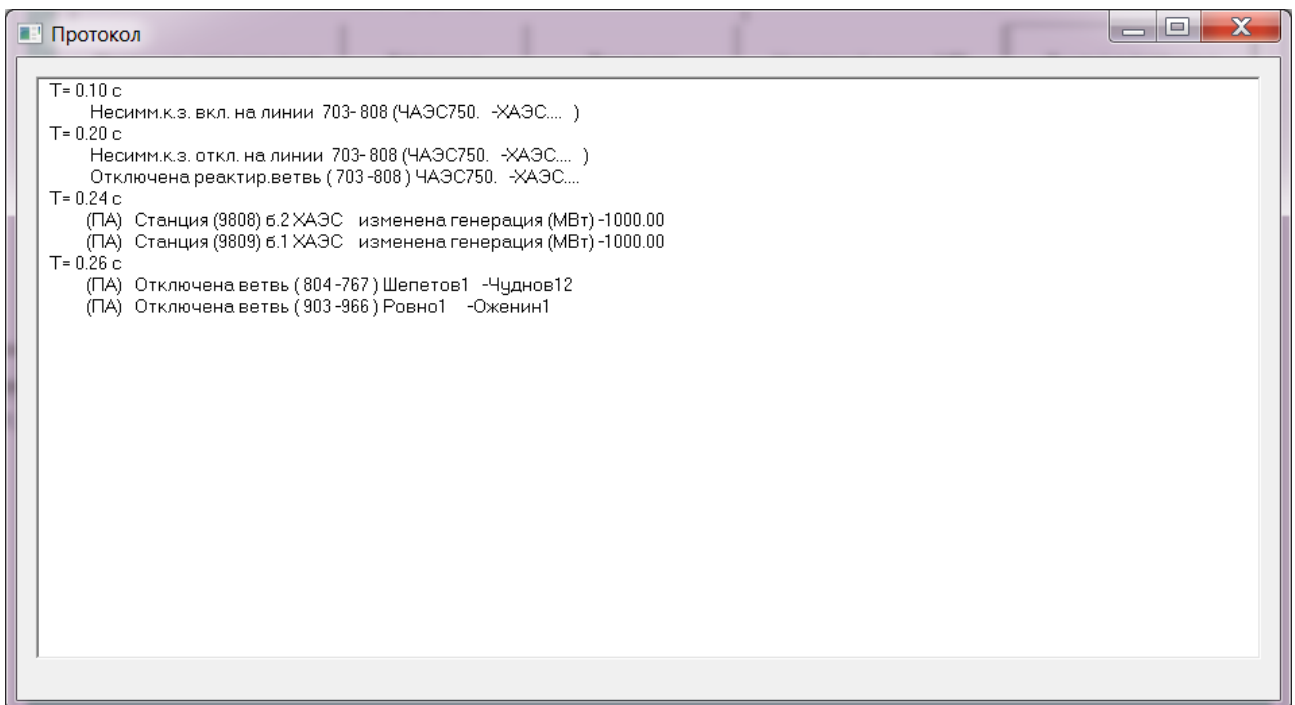 Протокол
T= 0.10 с
Несимм.к.з. вкл. на линии 703- 808 (ЧАЭС750. -ХАЭС.... )
T= 0.20 с
Несимм.к.з. откл. на линии 703- 808 (ЧАЭС750. -ХАЭС.... )
Отключена реактир.ветвь ( 703 -808 ) ЧАЭС750. -ХАЭС....
T= 0.24 с
(ПА) Станция (9808) б.2 ХАЭС изменена генерация (МВт) -1000.00
(ПА) Станция (9809) б.1 ХАЭС изменена генерация (МВт) -1000.00
T= 0.26 с
(ПА) Отключена ветвь ( 804 -767 ) Шепетов1 -Чуднов12
(ПА) Отключена ветвь ( 903 -966 ) Ровно1 -Оженин1